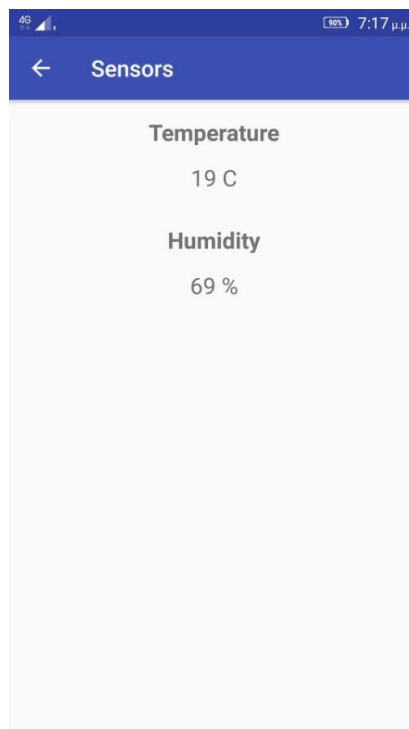 4G 90% 7:17 μ.μ.
Sensors
Temperature
19 C
Humidity
69 %